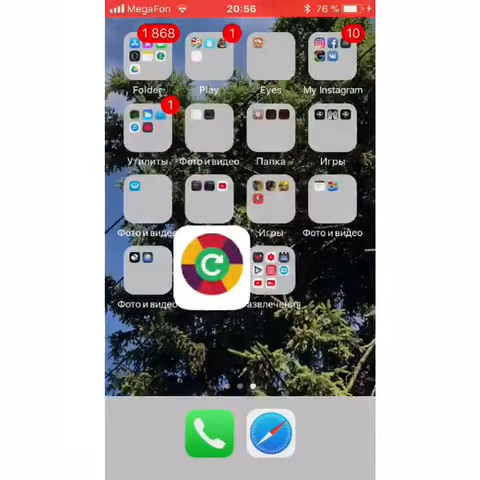 MegaFon 20:56 76 %
1 868 1 10
Folder Play Eyes My Instagram
1
Утилиты Фото и видео Папка Игры
Фото и видео Игры Фото и видео
Фото и видео азвлечения